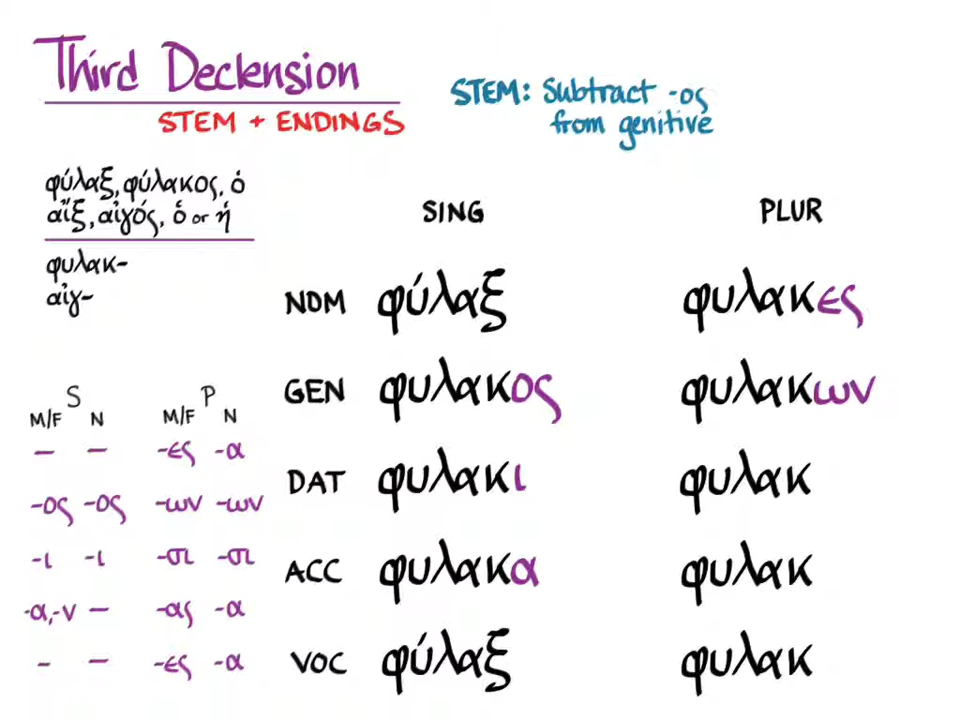 Third Declension
STEM + ENDINGS
STEM: Subtract -ος
from genitive
φύλαξ, φύλακος, ὁ
αἴξ, αἰγός, ὁ or ἡ
φυλακ-
αἰγ-
S P
M/F N M/F N
– – -ες -α
-ος -ος -ων -ων
-ι -ι -σι -σι
-α,-ν – -ας -α
- – -ες -α
SING PLUR
NOM φύλαξ φυλακες
GEN φυλακος φυλακων
DAT φυλακι φυλακ
ACC φυλακα φυλακ
VOC φύλαξ φυλακ